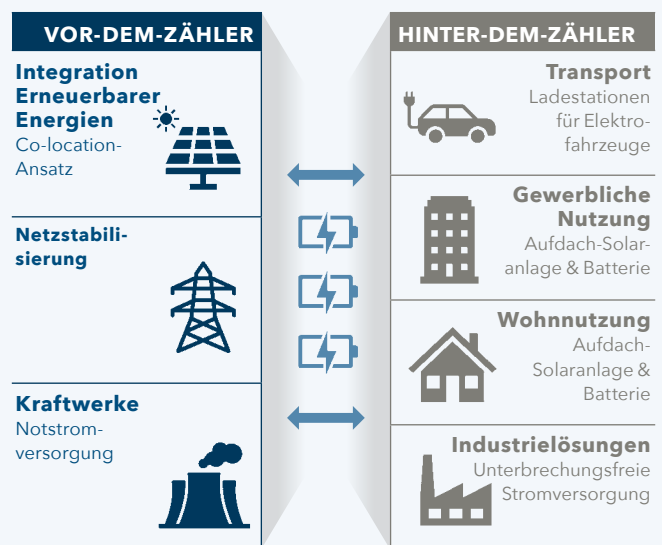 VOR-DEM-ZÄHLER
Integration
Erneuerbarer
Energien
Co-location-
Ansatz
Netzstabili-
sierung
Kraftwerke
Notstrom-
versorgung
HINTER-DEM-ZÄHLER
Transport
Ladestationen
für Elektro-
fahrzeuge
Gewerbliche
Nutzung
Aufdach-Solar-
anlage & Batterie
Wohnnutzung
Aufdach-
Solaranlage &
Batterie
Industrielösungen
Unterbrechungsfreie
Stromversorgung